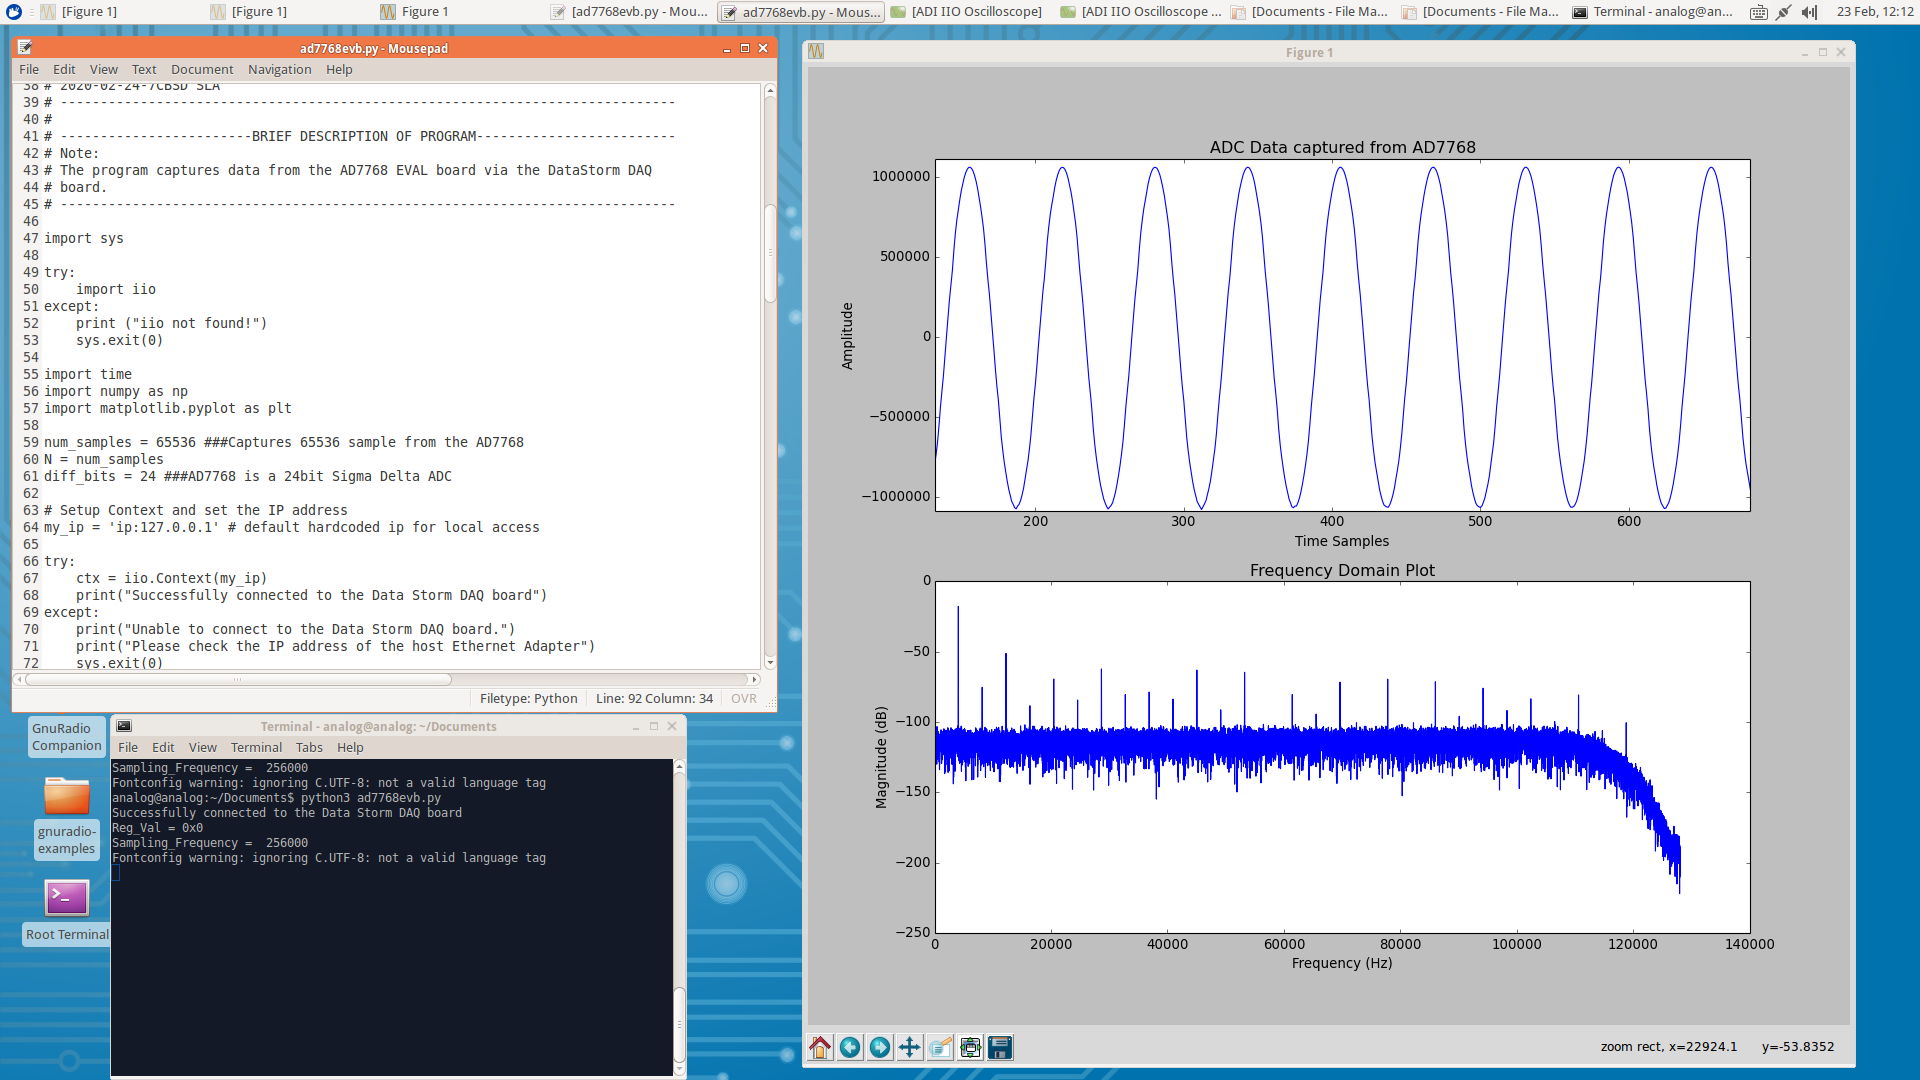 [Figure 1]
[Figure 1]
Figure 1
[ad7768evb.py - Mou...
ad7768evb.py - Mous...
[ADI IIO Oscilloscope]
[ADI IIO Oscilloscope ...
[Documents - File Ma...
[Documents - File Ma...
Terminal - analog@an...
23 Feb, 12:12
ad7768evb.py - Mousepad
File Edit View Text Document Navigation Help
38 # 2020-02-24-7CBSD SLA
39 # -----------------------------------------------------------------------------
40 #
41 # ------------------------BRIEF DESCRIPTION OF PROGRAM-------------------------
42 # Note:
43 # The program captures data from the AD7768 EVAL board via the DataStorm DAQ
44 # board.
45 # -----------------------------------------------------------------------------
46
47 import sys
48
49 try:
50     import iio
51 except:
52     print ("iio not found!")
53     sys.exit(0)
54
55 import time
56 import numpy as np
57 import matplotlib.pyplot as plt
58
59 num_samples = 65536 ###Captures 65536 sample from the AD7768
60 N = num_samples
61 diff_bits = 24 ###AD7768 is a 24bit Sigma Delta ADC
62
63 # Setup Context and set the IP address
64 my_ip = 'ip:127.0.0.1' # default hardcoded ip for local access
65
66 try:
67     ctx = iio.Context(my_ip)
68     print("Successfully connected to the Data Storm DAQ board")
69 except:
70     print("Unable to connect to the Data Storm DAQ board.")
71     print("Please check the IP address of the host Ethernet Adapter")
72     sys.exit(0)
Filetype: Python Line: 92 Column: 34 OVR
GnuRadio
Companion
gnuradio-
examples
Root Terminal
Terminal - analog@analog: ~/Documents
File Edit View Terminal Tabs Help
Sampling_Frequency =  256000
Fontconfig warning: ignoring C.UTF-8: not a valid language tag
analog@analog:~/Documents$ python3 ad7768evb.py
Successfully connected to the Data Storm DAQ board
Reg_Val = 0x0
Sampling_Frequency =  256000
Fontconfig warning: ignoring C.UTF-8: not a valid language tag
Figure 1
ADC Data captured from AD7768
1000000
500000
0
−500000
−1000000
Amplitude
200 300 400 500 600
Time Samples
Frequency Domain Plot
0
−50
−100
−150
−200
−250
Magnitude (dB)
0 20000 40000 60000 80000 100000 120000 140000
Frequency (Hz)
zoom rect, x=22924.1 y=-53.8352